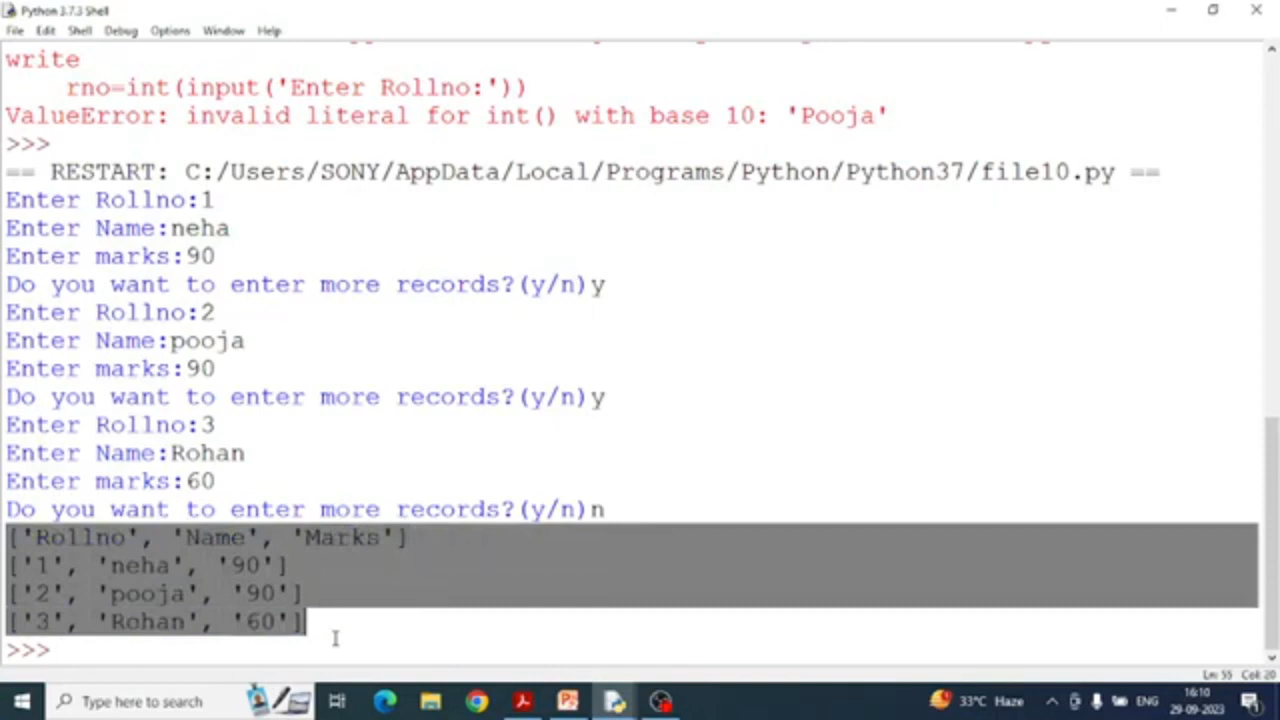 Python 3.7.3 Shell
File Edit Shell Debug Options Window Help
write
rno=int(input('Enter Rollno:'))
ValueError: invalid literal for int() with base 10: 'Pooja'
>>>
== RESTART: C:/Users/SONY/AppData/Local/Programs/Python/Python37/file10.py ==
Enter Rollno:1
Enter Name:neha
Enter marks:90
Do you want to enter more records?(y/n)y
Enter Rollno:2
Enter Name:pooja
Enter marks:90
Do you want to enter more records?(y/n)y
Enter Rollno:3
Enter Name:Rohan
Enter marks:60
Do you want to enter more records?(y/n)n
['Rollno', 'Name', 'Marks']
['1', 'neha', '90']
['2', 'pooja', '90']
['3', 'Rohan', '60']
>>>
Ln: 55 Col: 20
Type here to search
33°C Haze
ENG
16:10
29-09-2023